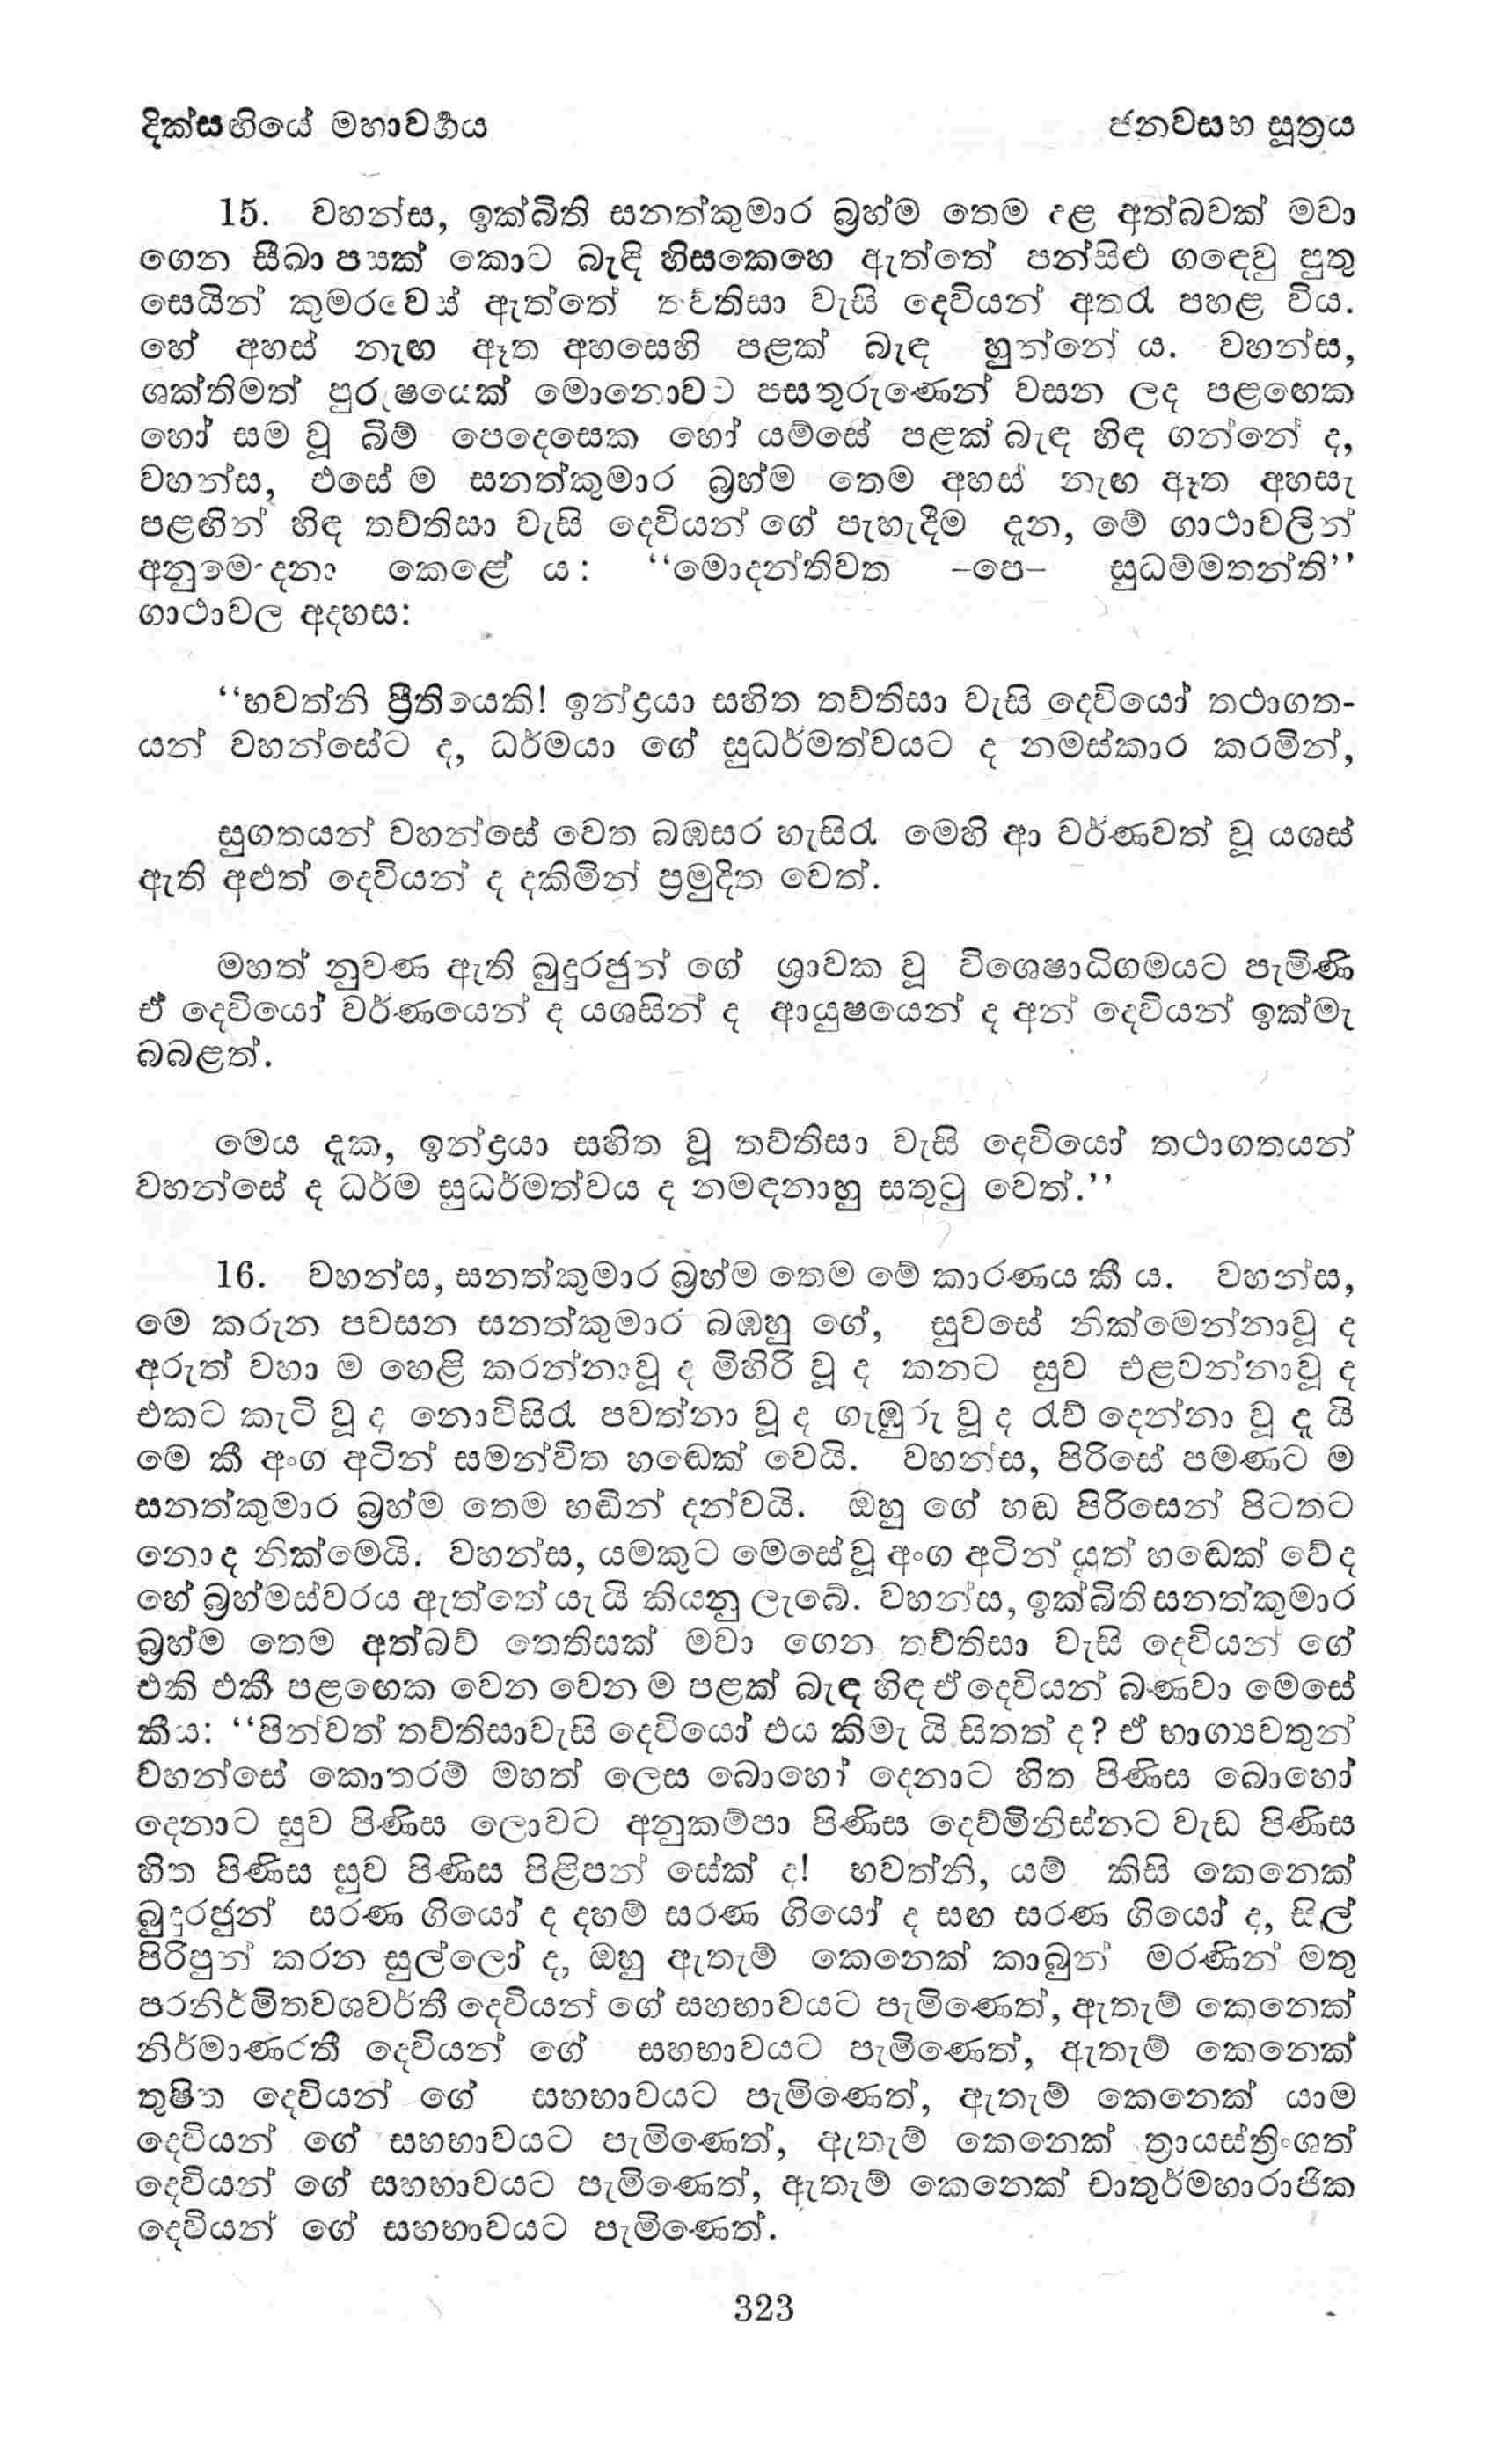 දික්සඟියේ මහාවර්‍ගය ජනවසභ සූත්‍රය
15. වහන්ස, ඉක්බිති සනත්කුමාර බ්‍රහ්ම තෙම දළ අත්බවක් මවා
ගෙන සීඛා පසක් කොට බැඳි හිසකෙහෙ ඇත්තේ පන්සිළු ගඳෙවු පුතු
සෙයින් කුමරවෙස් ඇත්තේ තව්තිසා වැසි දෙවියන් අතරැ පහළ විය.
හේ අහස් නැඟ ඈත අහසෙහි පළක් බැඳ හුන්නේ ය. වහන්ස,
ශක්තිමත් පුරුෂයෙක් මොනොවට පසතුරුණෙන් වසන ලද පළඟෙක
හෝ සම වූ බිම් පෙදෙසෙක හෝ යම්සේ පළක් බැඳ හිඳ ගන්නේ ද,
වහන්ස, එසේ ම සනත්කුමාර බ්‍රහ්ම තෙම අහස් නැඟ ඈත අහසැ
පළඟින් හිඳ තව්තිසා වැසි දෙවියන් ගේ පැහැදීම දැන, මේ ගාථාවලින්
අනුමෝදනා කෙළේ ය: “මොදන්තිවත –පෙ– සුධම්මතන්ති”
ගාථාවල අදහස:
“භවත්නි ප්‍රීතියෙකි! ඉන්ද්‍රයා සහිත තව්තිසා වැසි දෙවියෝ තථාගත-
යන් වහන්සේට ද, ධර්මයා ගේ සුධර්මත්වයට ද නමස්කාර කරමින්,
සුගතයන් වහන්සේ වෙත බඹසර හැසිරැ මෙහි ආ වර්ණවත් වූ යශස්
ඇති අළුත් දෙවියන් ද දකිමින් ප්‍රමුදිත වෙත්.
මහත් නුවණ ඇති බුදුරජුන් ගේ ශ්‍රාවක වූ විශෙෂාධිගමයට පැමිණි
ඒ දෙවියෝ වර්ණයෙන් ද යශසින් ද ආයුෂයෙන් ද අන් දෙවියන් ඉක්මැ
බබළත්.
මෙය දැක, ඉන්ද්‍රයා සහිත වූ තව්තිසා වැසි දෙවියෝ තථාගතයන්
වහන්සේ ද ධර්ම සුධර්මත්වය ද නමඳනාහු සතුටු වෙත්.”
16. වහන්ස, සනත්කුමාර බ්‍රහ්ම තෙම මේ කාරණය කී ය. වහන්ස,
මෙ කරුන පවසන සනත්කුමාර බඹහු ගේ, සුවසේ නික්මෙන්නාවූ ද
අරුත් වහා ම හෙළි කරන්නාවූ ද මිහිරි වූ ද කනට සුව එළවන්නාවූ ද
එකට කැටි වූ ද නොවිසිරැ පවත්නා වූ ද ගැඹුරු වූ ද රැව් දෙන්නා වූ දැ යි
මෙ කී අංග අටින් සමන්විත හඬෙක් වෙයි. වහන්ස, පිරිසේ පමණට ම
සනත්කුමාර බ්‍රහ්ම තෙම හඬින් දන්වයි. ඔහු ගේ හඬ පිරිසෙන් පිටතට
නොද නික්මෙයි. වහන්ස, යමකුට මෙසේවූ අංග අටින් යුත් හඬෙක් වේද
හේ බ්‍රහ්මස්වරය ඇත්තේ යැ යි කියනු ලැබේ. වහන්ස, ඉක්බිති සනත්කුමාර
බ්‍රහ්ම තෙම අත්බව් තෙතිසක් මවා ගෙන තව්තිසා වැසි දෙවියන් ගේ
එකි එකී පළඟෙක වෙන වෙන ම පළක් බැඳ හිඳ ඒ දෙවියන් බණවා මෙසේ
කීය: “පින්වත් තව්තිසාවැසි දෙවියෝ එය කිමැ යි සිතත් ද? ඒ භාග්‍යවතුන්
වහන්සේ කොතරම් මහත් ලෙස බොහෝ දෙනාට හිත පිණිස බොහෝ
දෙනාට සුව පිණිස ලොවට අනුකම්පා පිණිස දෙව්මිනිස්නට වැඩ පිණිස
හිත පිණිස සුව පිණිස පිළිපන් සේක් ද! භවත්නි, යම් කිසි කෙනෙක්
බුදුරජුන් සරණ ගියෝ ද දහම් සරණ ගියෝ ද සඟ සරණ ගියෝ ද, සිල්
පිරිපුන් කරන සුල්ලෝ ද, ඔහු ඇතැම් කෙනෙක් කාබුන් මරණින් මතු
පරනිර්මිතවශවර්තී දෙවියන් ගේ සහභාවයට පැමිණෙත්, ඇතැම් කෙනෙක්
නිර්මාණරතී දෙවියන් ගේ සහභාවයට පැමිණෙත්, ඇතැම් කෙනෙක්
තුෂිත දෙවියන් ගේ සහභාවයට පැමිණෙත්, ඇතැම් කෙනෙක් යාම
දෙවියන් ගේ සහභාවයට පැමිණෙත්, ඇතැම් කෙනෙක් ත්‍රායස්ත්‍රිංශත්
දෙවියන් ගේ සහභාවයට පැමිණෙත්, ඇතැම් කෙනෙක් චාතුර්මහාරාජික
දෙවියන් ගේ සහභාවයට පැමිණෙත්.
323